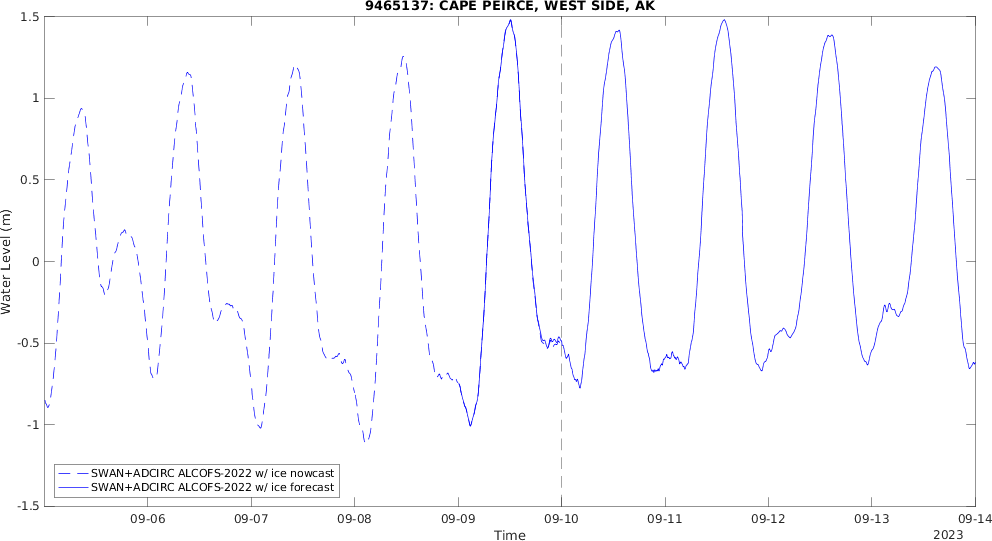 9465137: CAPE PEIRCE, WEST SIDE, AK
1.5
1
0.5
0
-0.5
-1
-1.5
Water Level (m)
SWAN+ADCIRC ALCOFS-2022 w/ ice nowcast
SWAN+ADCIRC ALCOFS-2022 w/ ice forecast
09-06 09-07 09-08 09-09 09-10 09-11 09-12 09-13 09-14
Time
2023